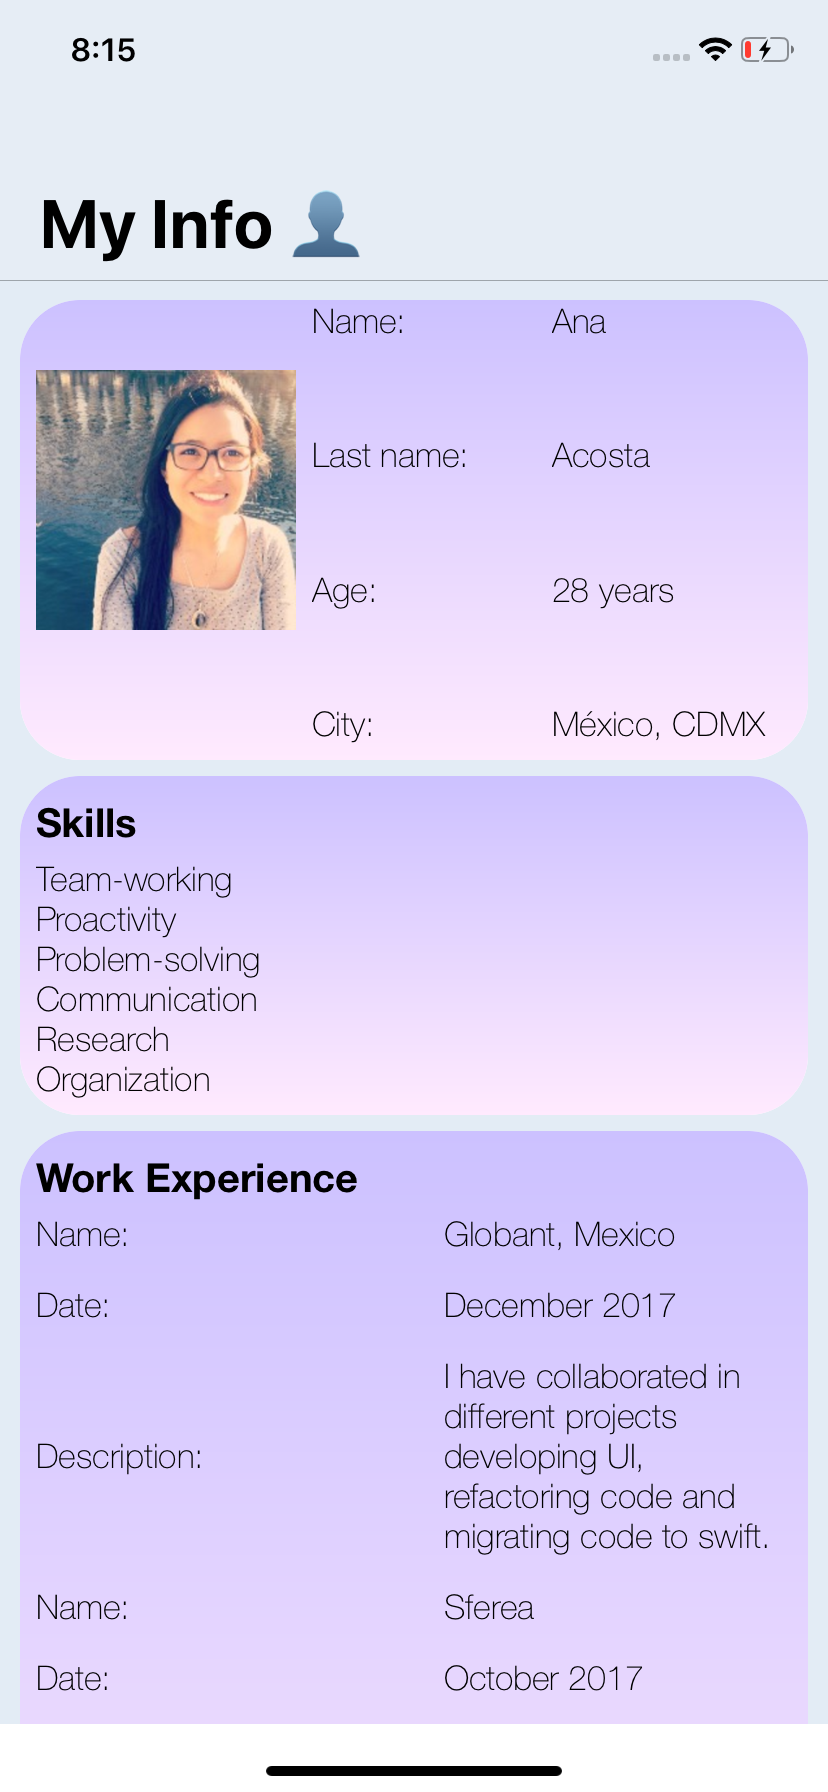 8:15
My Info
Name: Ana
Last name: Acosta
Age: 28 years
City: México, CDMX
Skills
Team-working
Proactivity
Problem-solving
Communication
Research
Organization
Work Experience
Name: Globant, Mexico
Date: December 2017
Description:
I have collaborated in
different projects
developing UI,
refactoring code and
migrating code to swift.
Name: Sferea
Date: October 2017